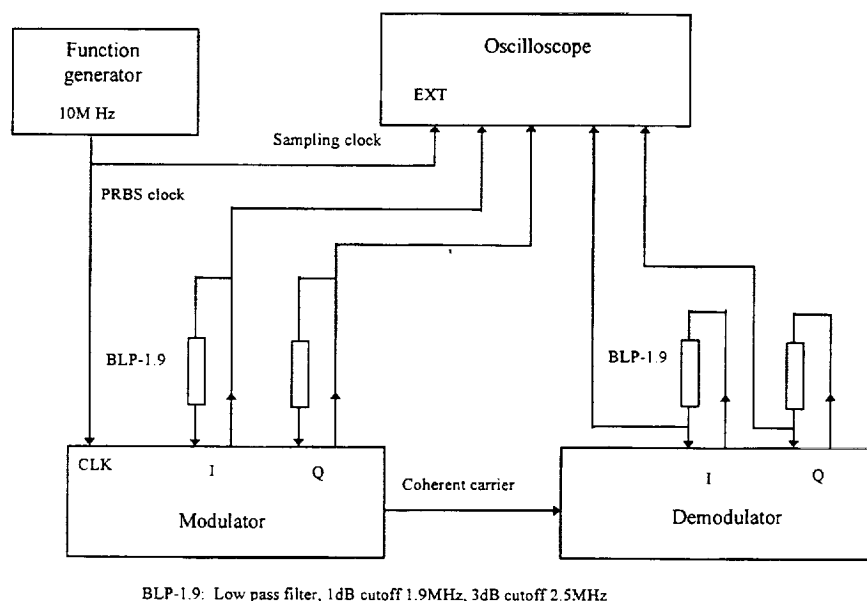 Function
generator
10M Hz
Oscilloscope
EXT
Sampling clock
PRBS clock
BLP-1.9
BLP-1.9
CLK
I
Q
Modulator
Coherent carrier
I
Q
Demodulator
BLP-1.9: Low pass filter, 1dB cutoff 1.9MHz, 3dB cutoff 2.5MHz